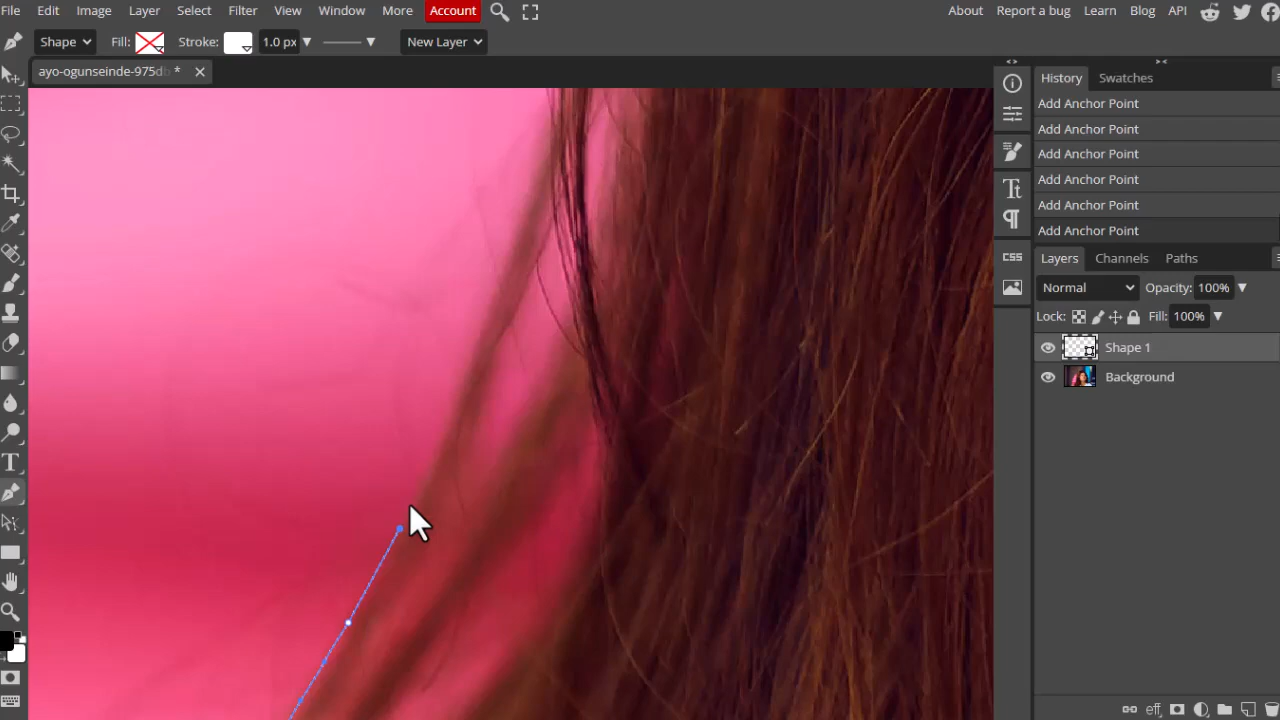 File Edit Image Layer Select Filter View Window More Account About Report a bug Learn Blog API
Shape Fill: Stroke: 1.0 px New Layer
ayo-ogunseinde-975db *
History Swatches
Add Anchor Point
Add Anchor Point
Add Anchor Point
Add Anchor Point
Add Anchor Point
Add Anchor Point
CSS
Layers Channels Paths
Normal Opacity: 100%
Lock: Fill: 100%
Shape 1
Background
eff